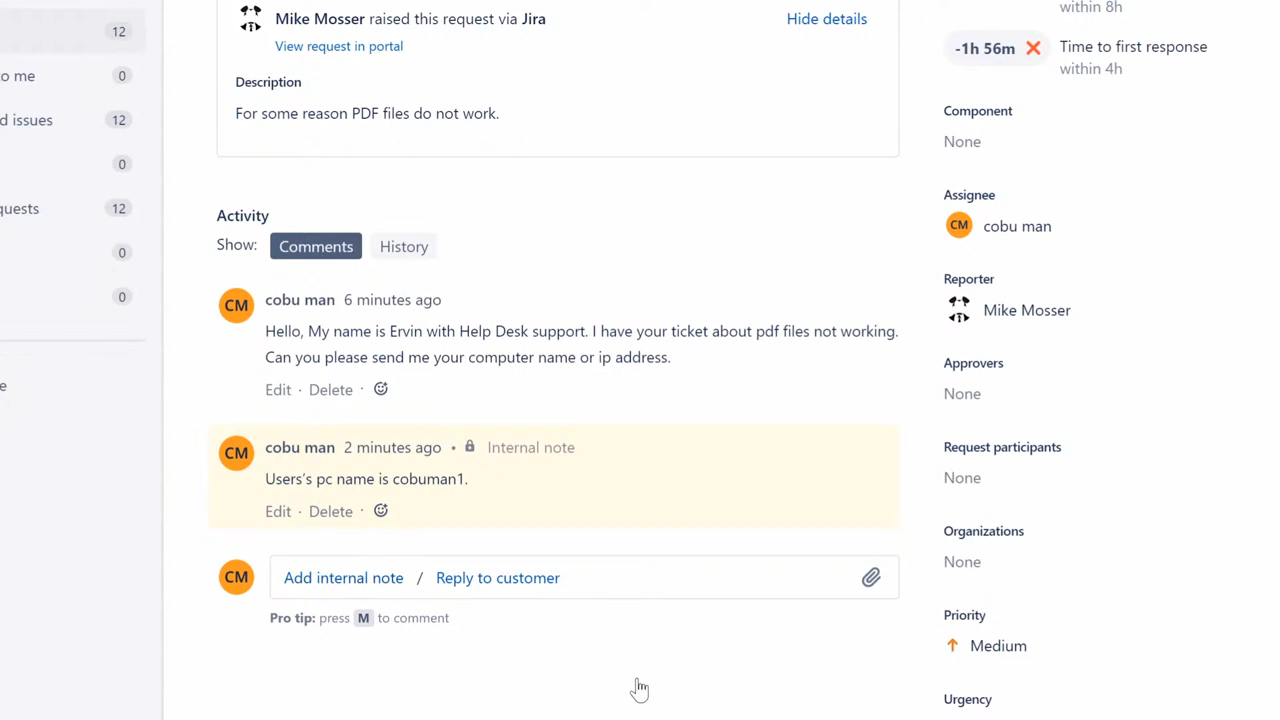 12
to me
0
d issues
12
0
quests
12
0
0
e
Mike Mosser raised this request via Jira
Hide details
View request in portal
Description
For some reason PDF files do not work.
Activity
Show:
Comments
History
CM
cobu man 6 minutes ago
Hello, My name is Ervin with Help Desk support. I have your ticket about pdf files not working.
Can you please send me your computer name or ip address.
Edit · Delete ·
CM
cobu man 2 minutes ago • Internal note
Users's pc name is cobuman1.
Edit · Delete ·
CM
Add internal note / Reply to customer
Pro tip: press M to comment
within 8h
-1h 56m
Time to first response
within 4h
Component
None
Assignee
CM
cobu man
Reporter
Mike Mosser
Approvers
None
Request participants
None
Organizations
None
Priority
Medium
Urgency